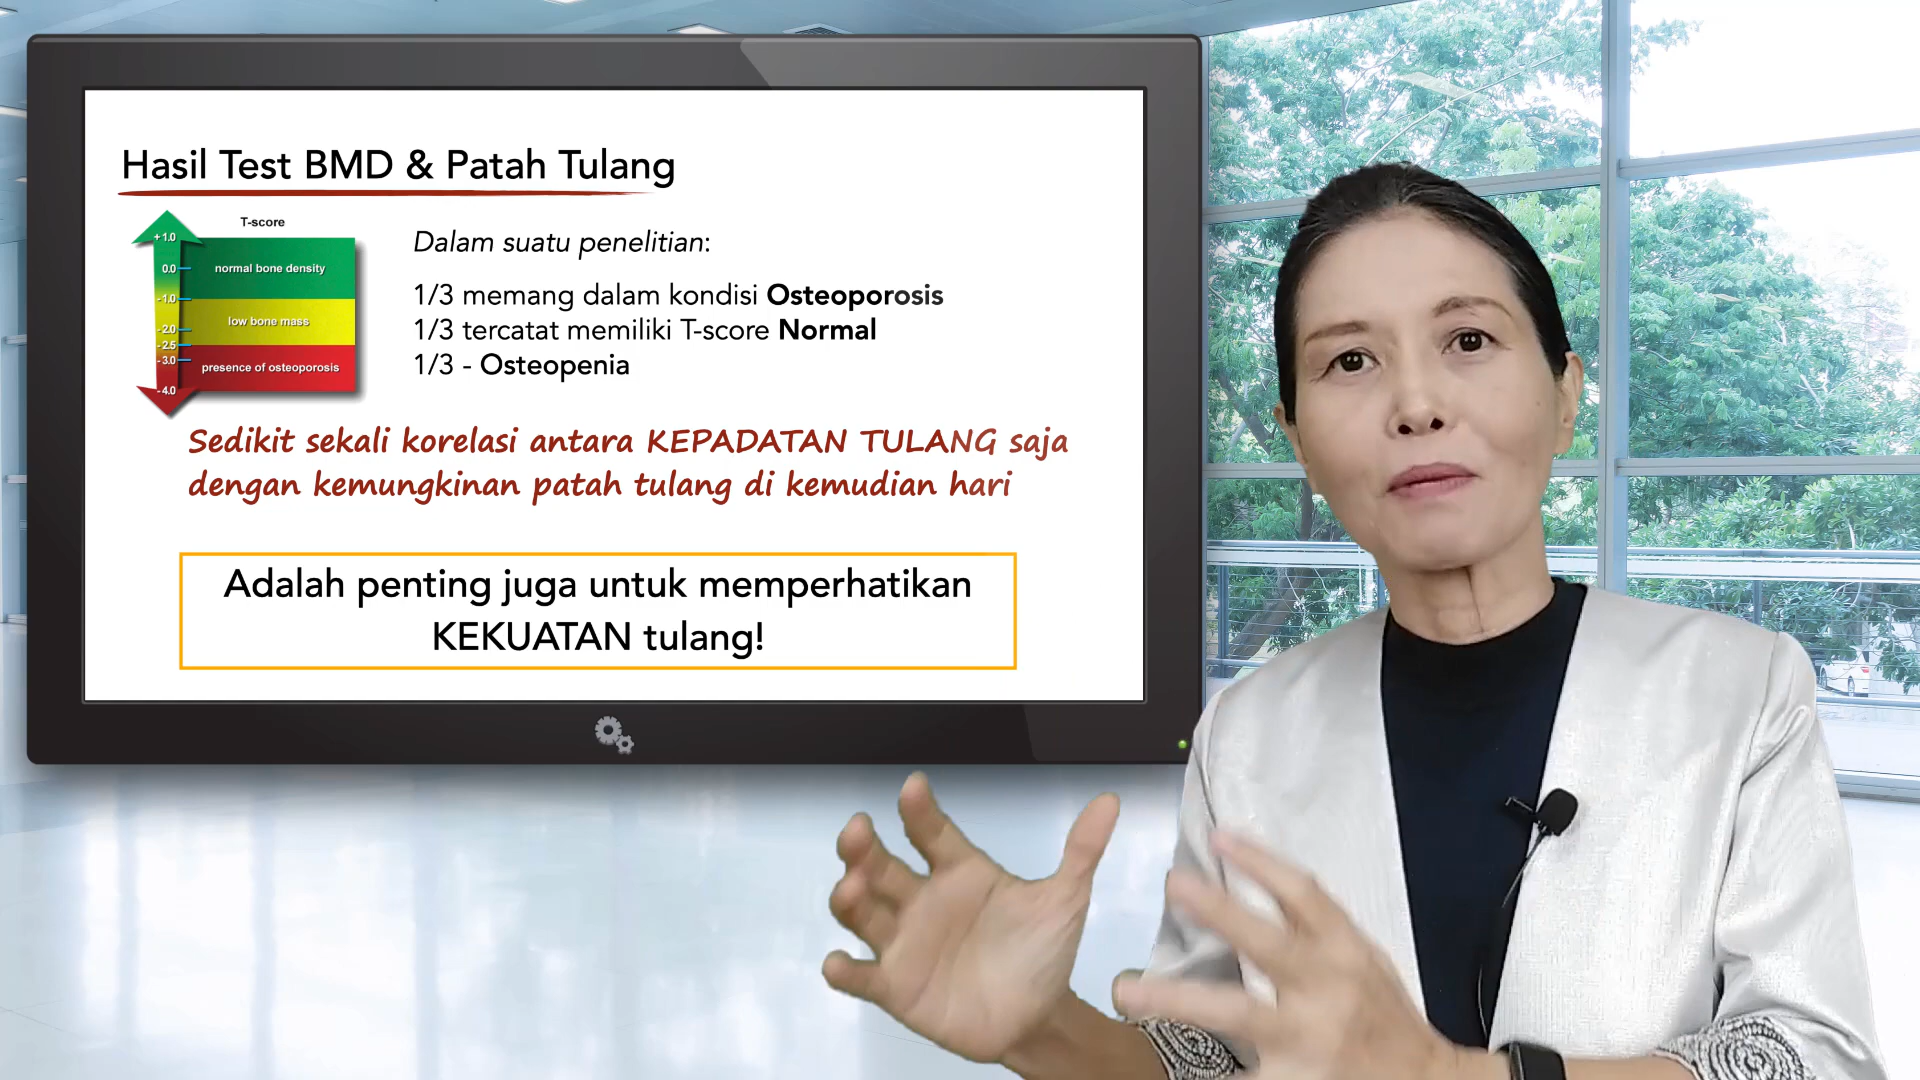 Hasil Test BMD & Patah Tulang
T-score
+ 1.0
0.0
- 1.0
- 2.0
- 2.5
- 3.0
- 4.0
normal bone density
low bone mass
presence of osteoporosis
Dalam suatu penelitian:
1/3 memang dalam kondisi Osteoporosis
1/3 tercatat memiliki T-score Normal
1/3 - Osteopenia
Sedikit sekali korelasi antara KEPADATAN TULANG saja
dengan kemungkinan patah tulang di kemudian hari
Adalah penting juga untuk memperhatikan
KEKUATAN tulang!